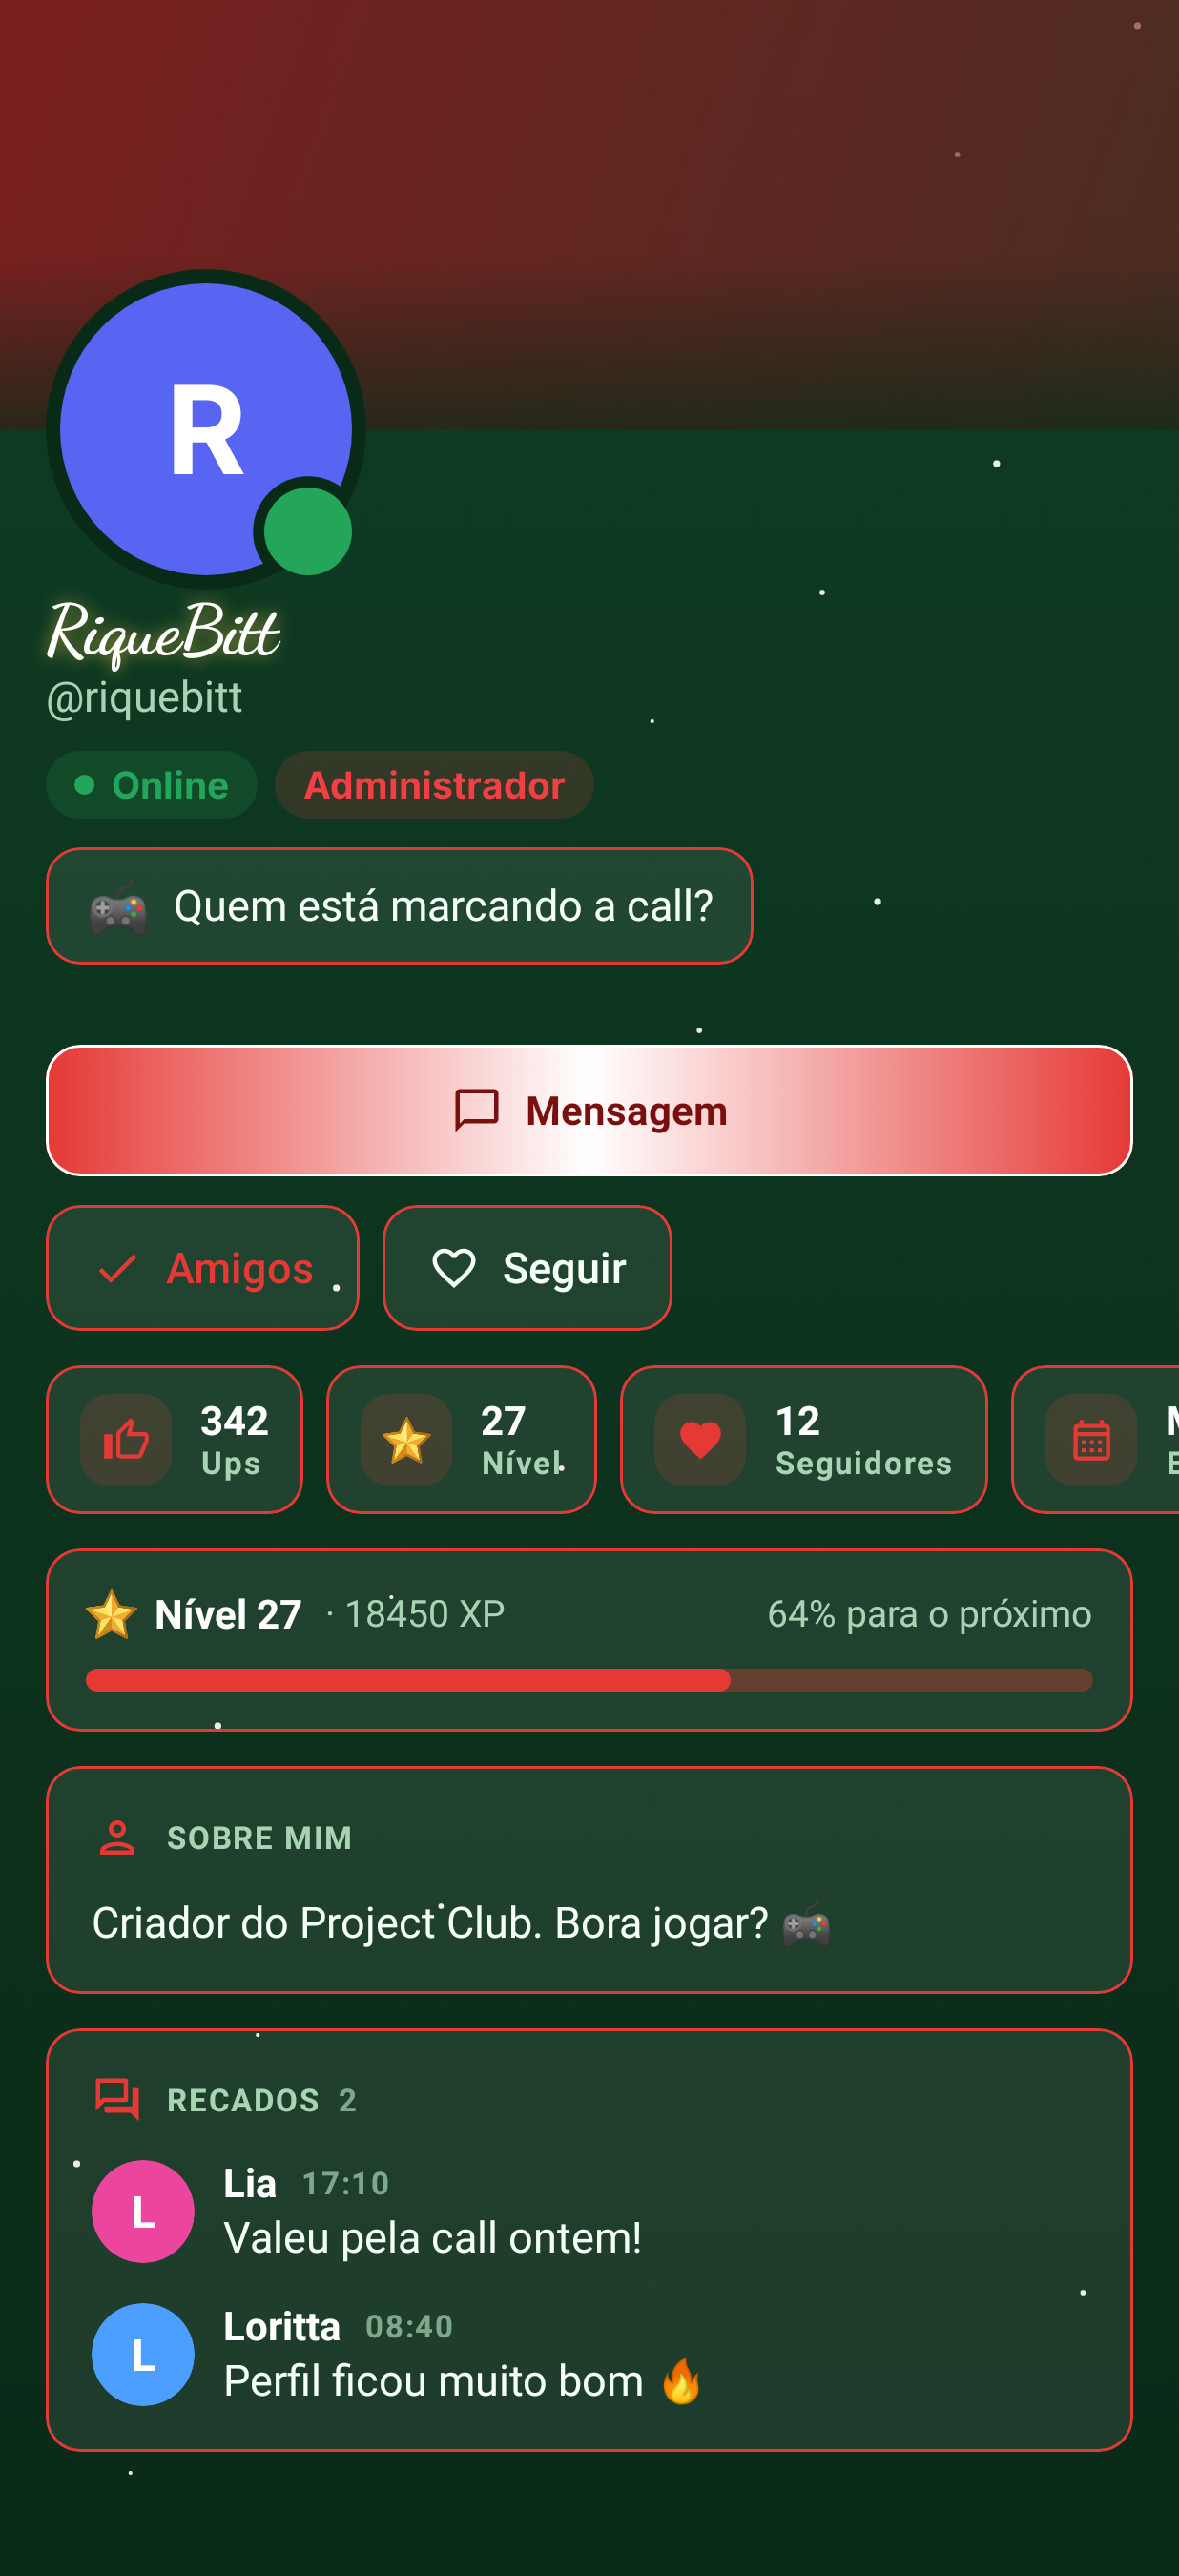 R
RiqueBitt
@riquebitt
Online
Administrador
🎮 Quem está marcando a call?
Mensagem
Amigos
Seguir
342
Ups
27
Nível
12
Seguidores
Nível 27 · 18450 XP
64% para o próximo
SOBRE MIM
Criador do Project Club. Bora jogar? 🎮
RECADOS 2
L
Lia 17:10
Valeu pela call ontem!
L
Loritta 08:40
Perfil ficou muito bom 🔥